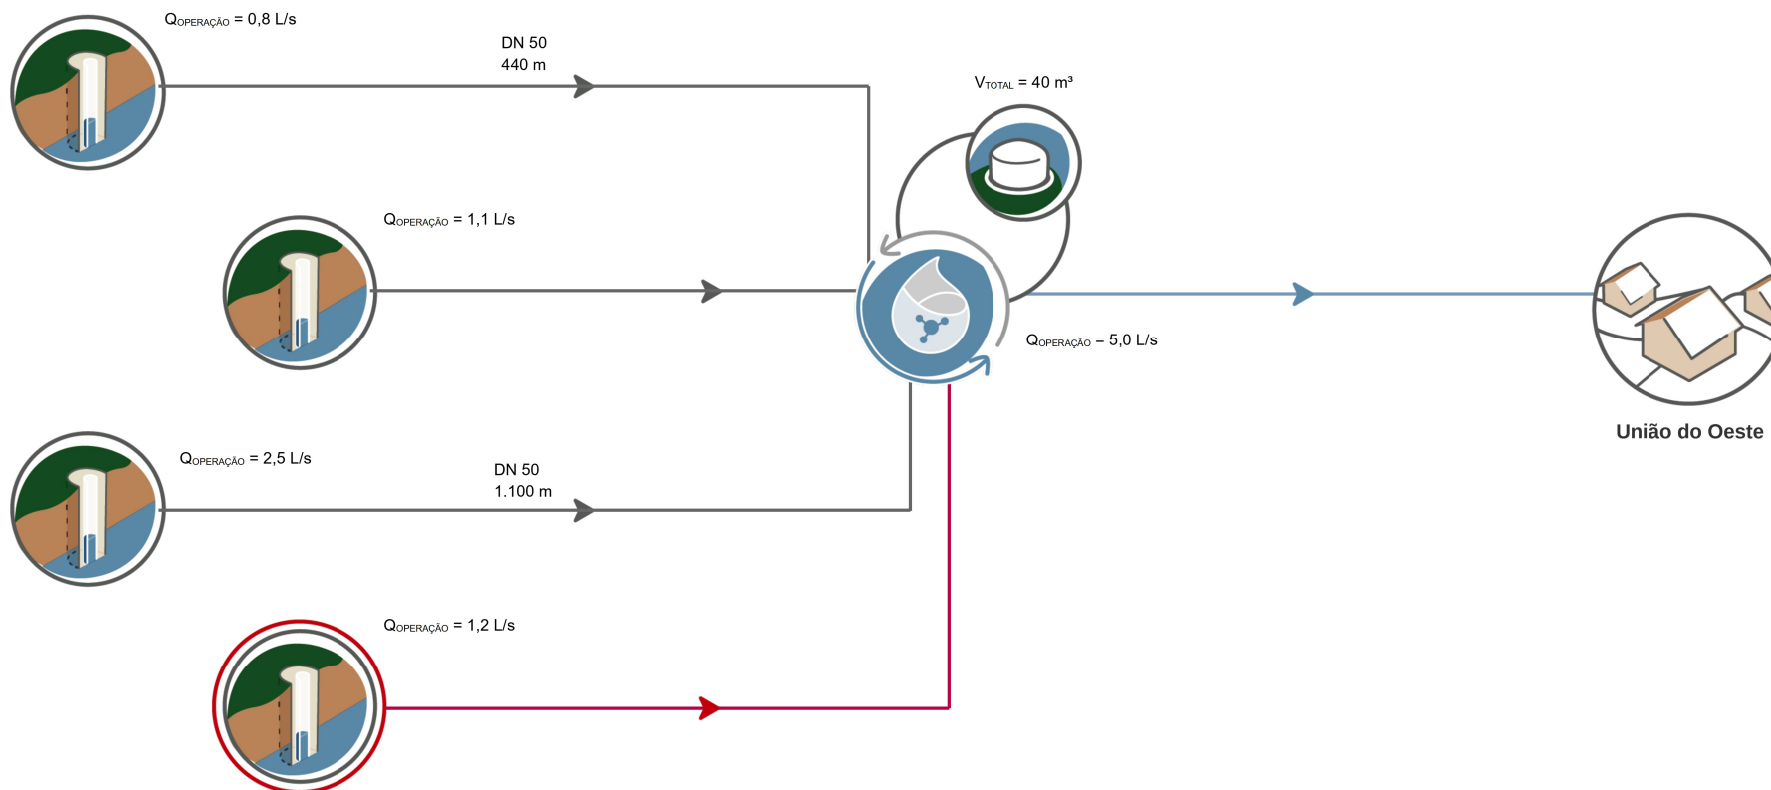 QOPERAÇÃO = 0,8 L/s
DN 50
440 m
VTOTAL = 40 m³
QOPERAÇÃO = 1,1 L/s
QOPERAÇÃO – 5,0 L/s
União do Oeste
QOPERAÇÃO = 2,5 L/s
DN 50
1.100 m
QOPERAÇÃO = 1,2 L/s